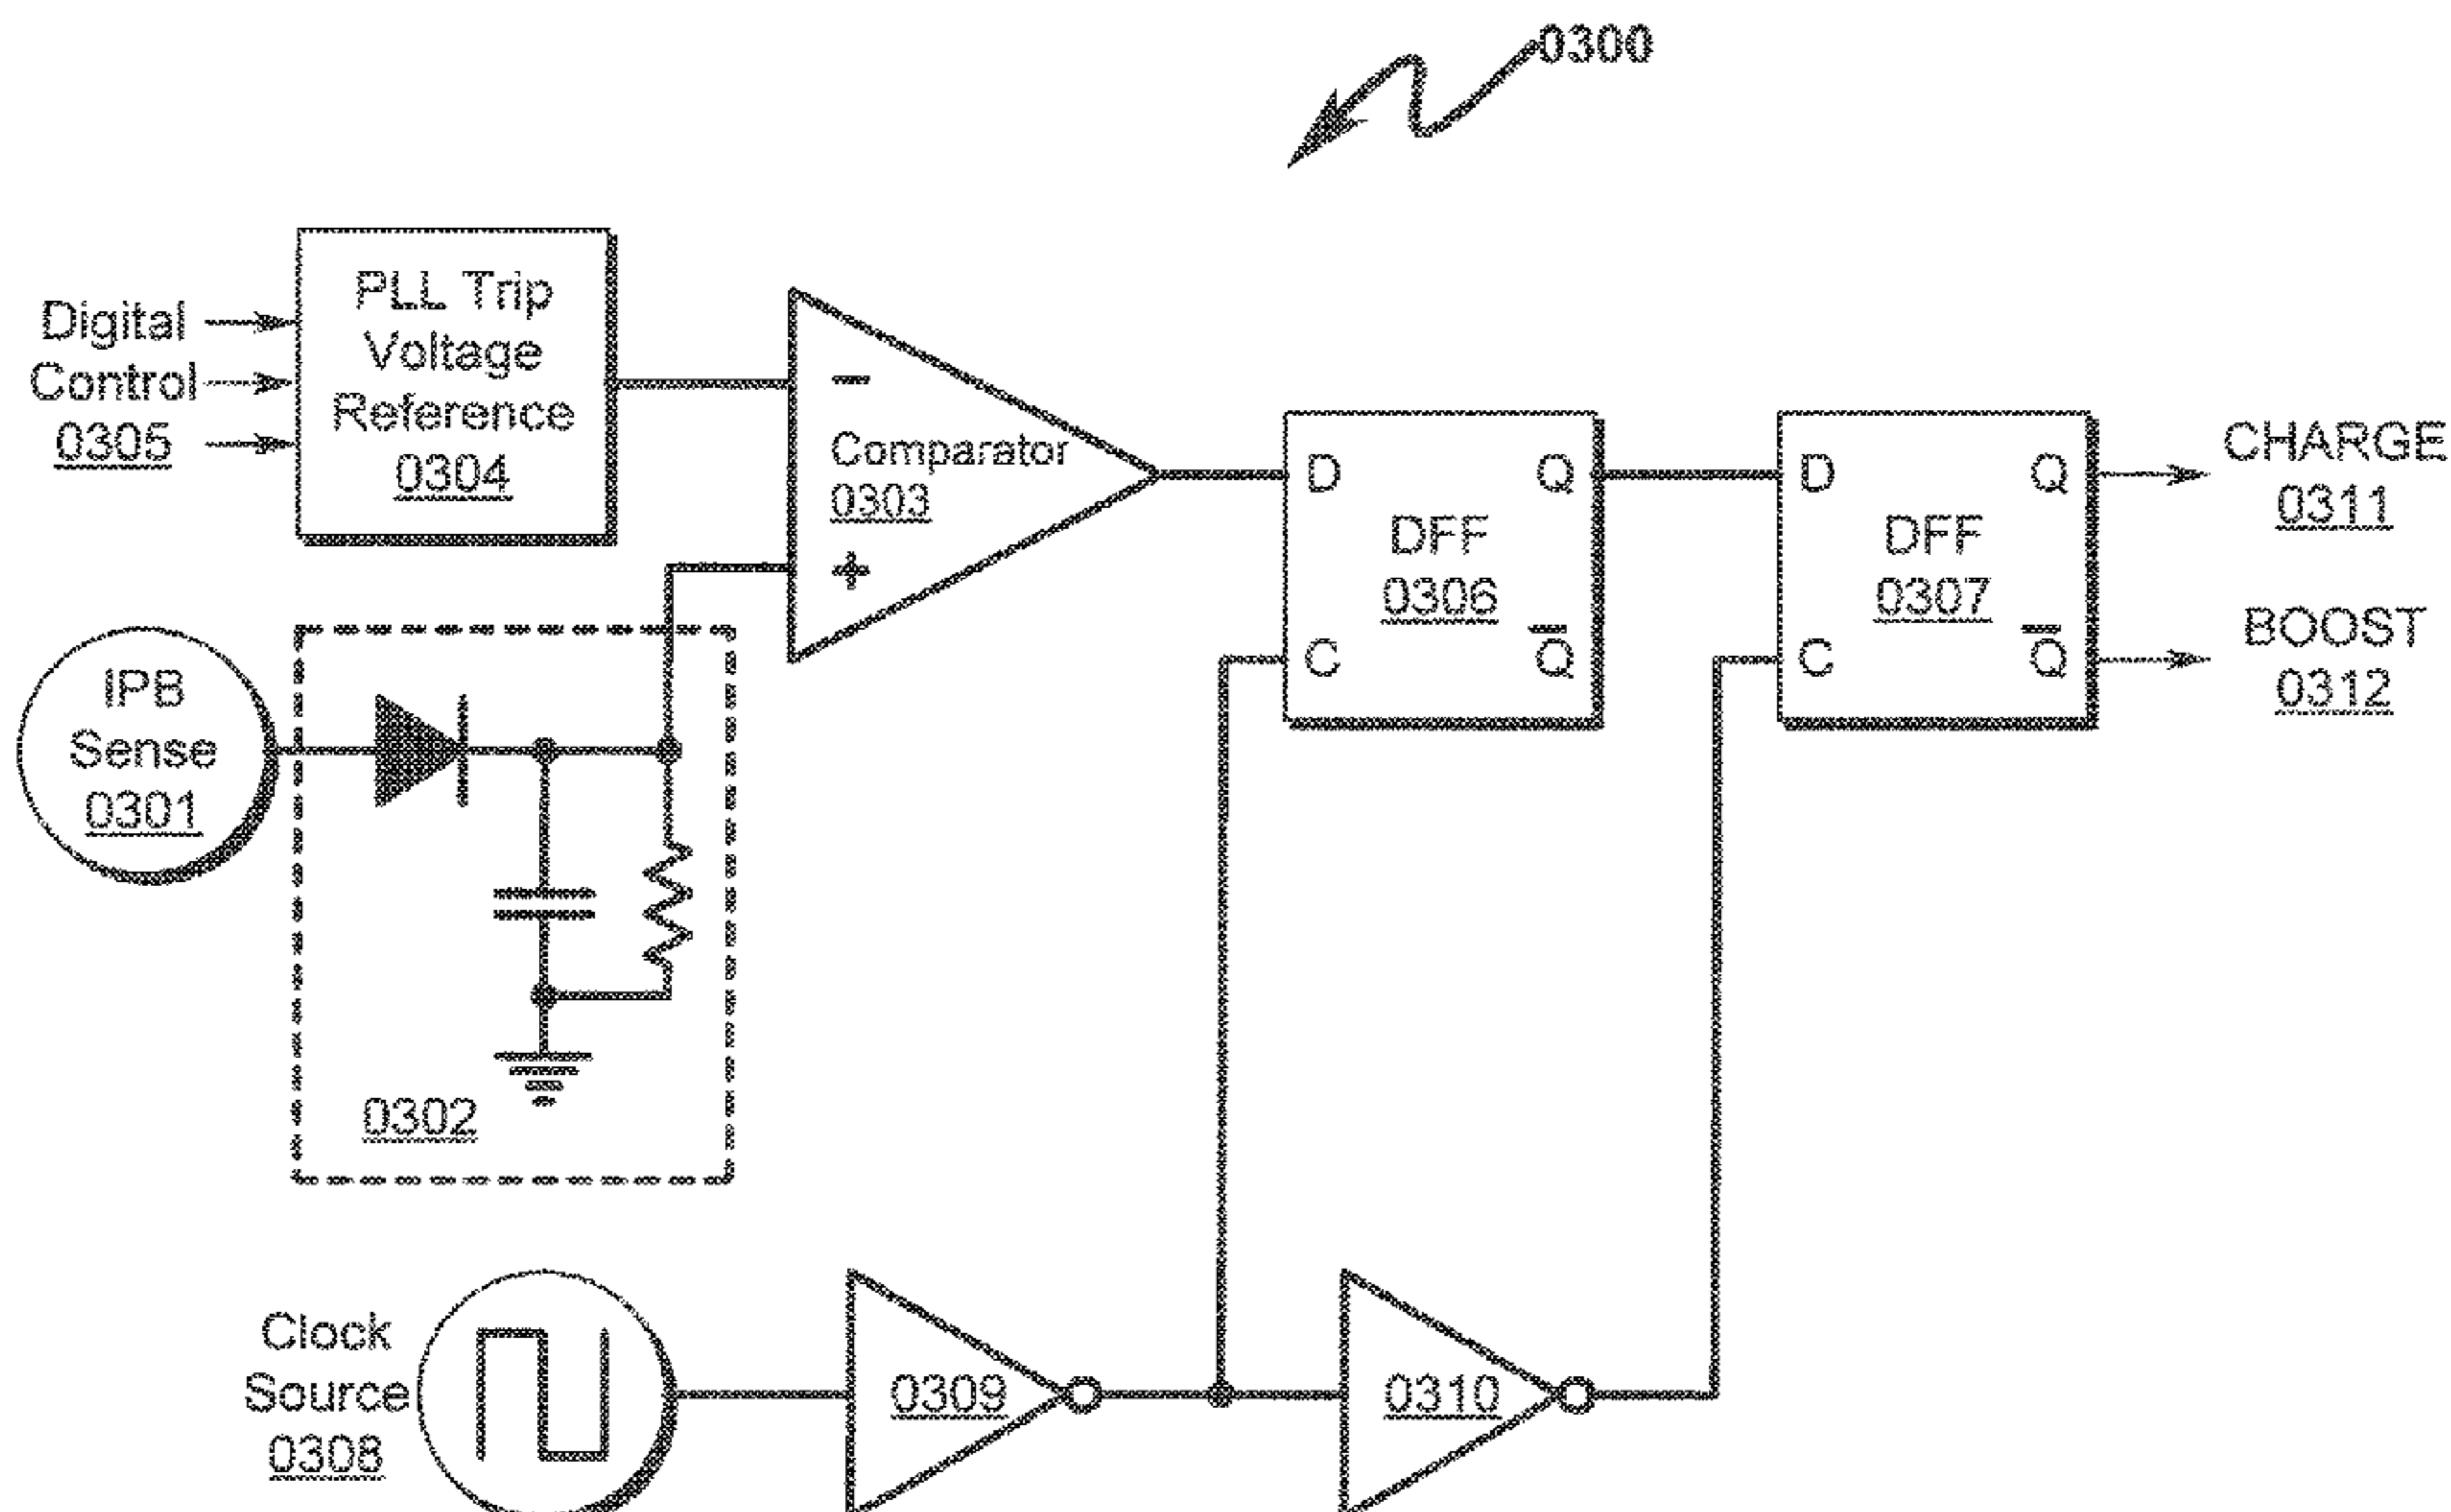 0300
Digital
Control
0305
PLL Trip
Voltage
Reference
0304
−
Comparator
0303
+
D
Q
DFF
0306
C
Q̅
D
Q
DFF
0307
C
Q̅
CHARGE
0311
BOOST
0312
IPB
Sense
0301
0302
Clock
Source
0308
0309
0310